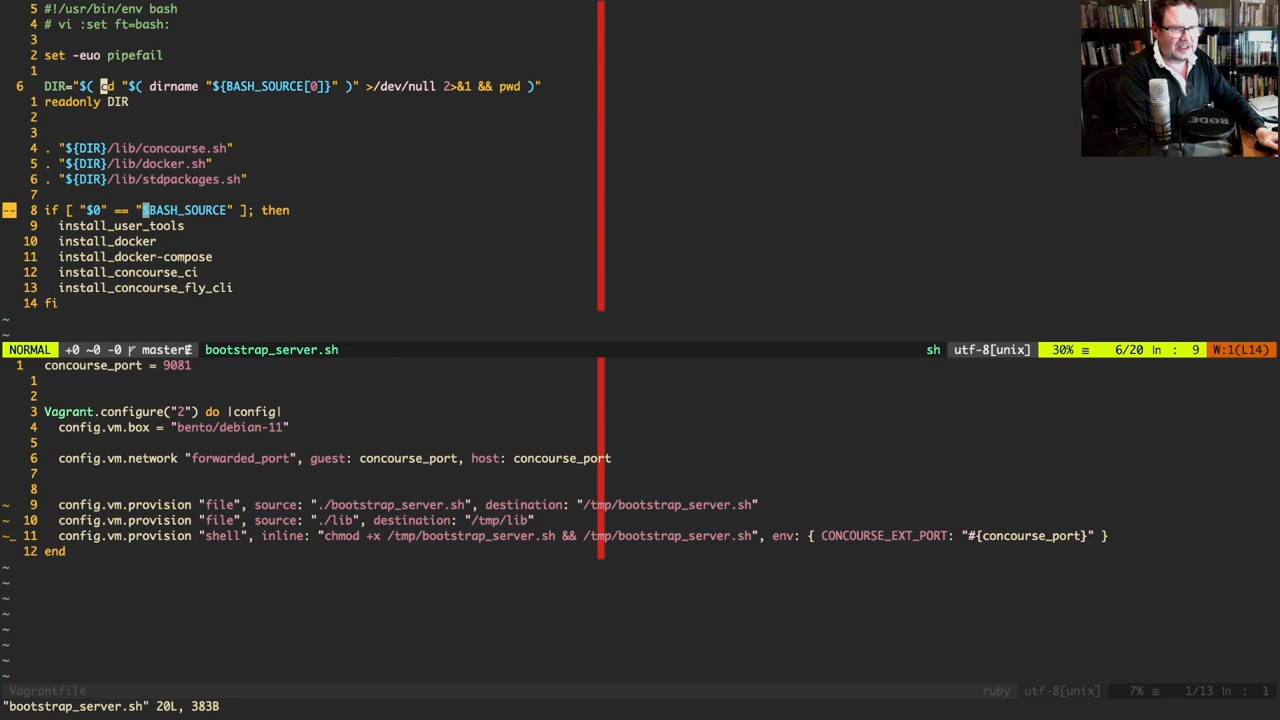 5 #!/usr/bin/env bash
4 # vi :set ft=bash:
3
2 set -euo pipefail
1
6 DIR="$( cd "$( dirname "${BASH_SOURCE[0]}" )" >/dev/null 2>&1 && pwd )"
1 readonly DIR
2
3
4 . "${DIR}/lib/concourse.sh"
5 . "${DIR}/lib/docker.sh"
6 . "${DIR}/lib/stdpackages.sh"
7
-- 8 if [ "$0" == "$BASH_SOURCE" ]; then
9 install_user_tools
10 install_docker
11 install_docker-compose
12 install_concourse_ci
13 install_concourse_fly_cli
14 fi
~
~
NORMAL +0 ~0 -0 master bootstrap_server.sh sh utf-8[unix] 30% ≡ 6/20 ln : 9 W:1(L14)
1 concourse_port = 9081
1
2
3 Vagrant.configure("2") do |config|
4 config.vm.box = "bento/debian-11"
5
6 config.vm.network "forwarded_port", guest: concourse_port, host: concourse_port
7
8
~ 9 config.vm.provision "file", source: "./bootstrap_server.sh", destination: "/tmp/bootstrap_server.sh"
~ 10 config.vm.provision "file", source: "./lib", destination: "/tmp/lib"
~_ 11 config.vm.provision "shell", inline: "chmod +x /tmp/bootstrap_server.sh && /tmp/bootstrap_server.sh", env: { CONCOURSE_EXT_PORT: "#{concourse_port}" }
12 end
~
~
~
~
~
~
~
~
Vagrantfile ruby utf-8[unix] 7% ≡ 1/13 ln : 1
"bootstrap_server.sh" 20L, 383B
RODE